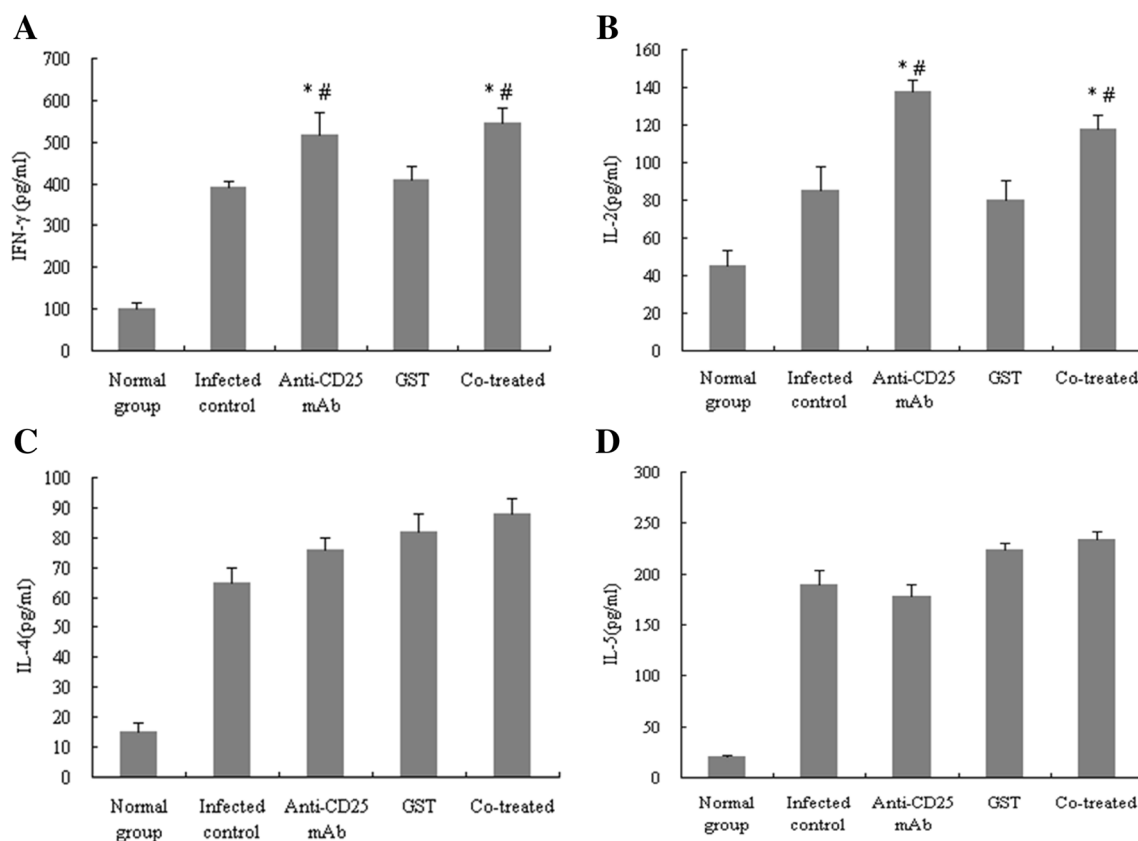 A
IFN-γ (pg/ml)
700
600
500
400
300
200
100
0
* #
* #
Normal group
Infected control
Anti-CD25 mAb
GST
Co-treated
B
IL-2(pg/ml)
160
140
120
100
80
60
40
20
0
* #
* #
Normal group
Infected control
Anti-CD25 mAb
GST
Co-treated
C
IL-4(pg/ml)
100
90
80
70
60
50
40
30
20
10
0
Normal group
Infected control
Anti-CD25 mAb
GST
Co-treated
D
IL-5(pg/ml)
300
250
200
150
100
50
0
Normal group
Infected control
Anti-CD25 mAb
GST
Co-treated